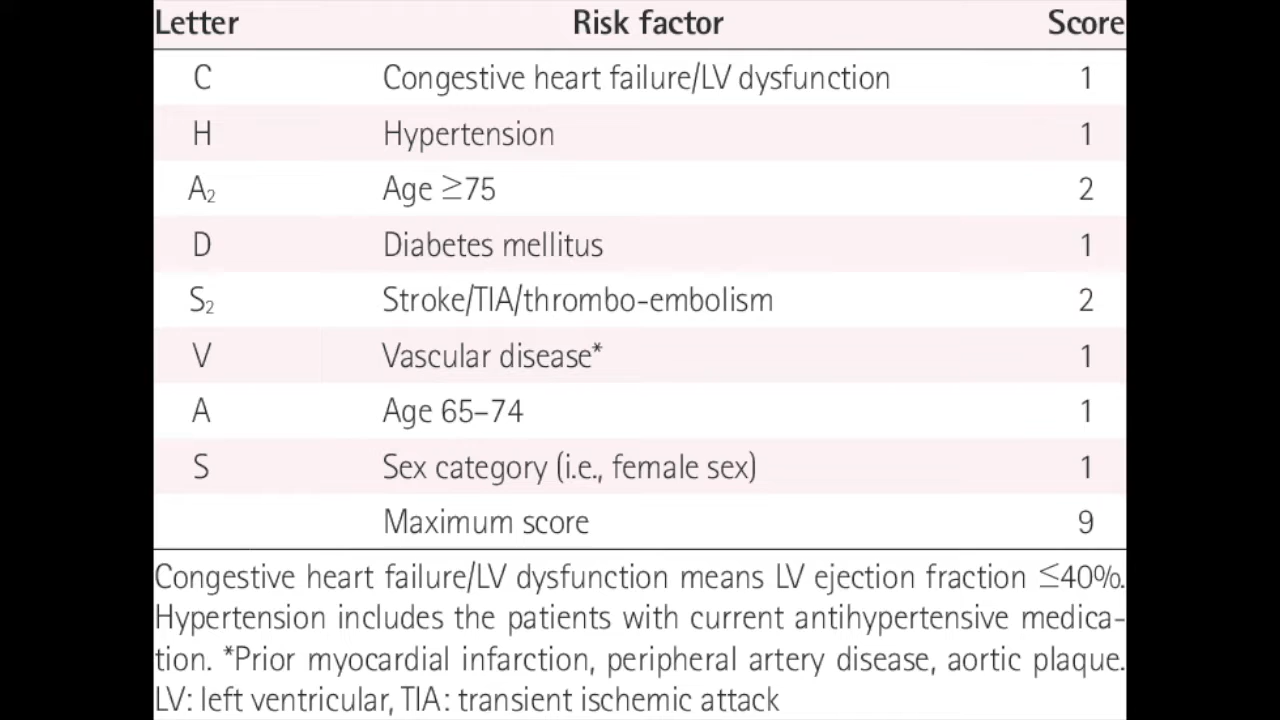 Letter Risk factor Score
C Congestive heart failure/LV dysfunction 1
H Hypertension 1
A₂ Age ≥75 2
D Diabetes mellitus 1
S₂ Stroke/TIA/thrombo-embolism 2
V Vascular disease* 1
A Age 65–74 1
S Sex category (i.e., female sex) 1
Maximum score 9
Congestive heart failure/LV dysfunction means LV ejection fraction ≤40%.
Hypertension includes the patients with current antihypertensive medica-
tion. *Prior myocardial infarction, peripheral artery disease, aortic plaque.
LV: left ventricular, TIA: transient ischemic attack